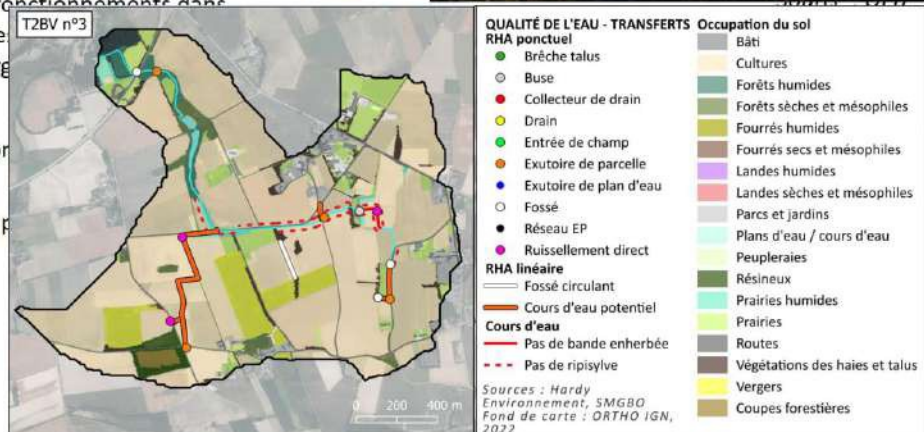 T2BV n°3
0 200 400 m
QUALITÉ DE L'EAU - TRANSFERTS
RHA ponctuel
Brêche talus
Buse
Collecteur de drain
Drain
Entrée de champ
Exutoire de parcelle
Exutoire de plan d'eau
Fossé
Réseau EP
Ruissellement direct
RHA linéaire
Fossé circulant
Cours d'eau potentiel
Cours d'eau
Pas de bande enherbée
Pas de ripisylve
Sources : Hardy
Environnement, SMGBO
Fond de carte : ORTHO IGN,
2022
Occupation du sol
Bâti
Cultures
Forêts humides
Forêts sèches et mésophiles
Fourrés humides
Fourrés secs et mésophiles
Landes humides
Landes sèches et mésophiles
Parcs et jardins
Plans d'eau / cours d'eau
Peupleraies
Résineux
Prairies humides
Prairies
Routes
Végétations des haies et talus
Vergers
Coupes forestières